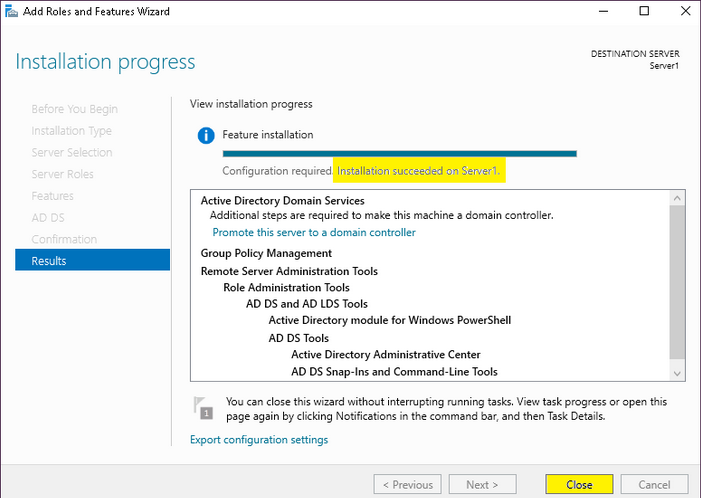 Add Roles and Features Wizard
Installation progress
DESTINATION SERVER
Server1
Before You Begin
Installation Type
Server Selection
Server Roles
Features
AD DS
Confirmation
Results
View installation progress
Feature installation
Configuration required. Installation succeeded on Server1.
Active Directory Domain Services
Additional steps are required to make this machine a domain controller.
Promote this server to a domain controller
Group Policy Management
Remote Server Administration Tools
Role Administration Tools
AD DS and AD LDS Tools
Active Directory module for Windows PowerShell
AD DS Tools
Active Directory Administrative Center
AD DS Snap-Ins and Command-Line Tools
1
You can close this wizard without interrupting running tasks. View task progress or open this
page again by clicking Notifications in the command bar, and then Task Details.
Export configuration settings
< Previous
Next >
Close
Cancel